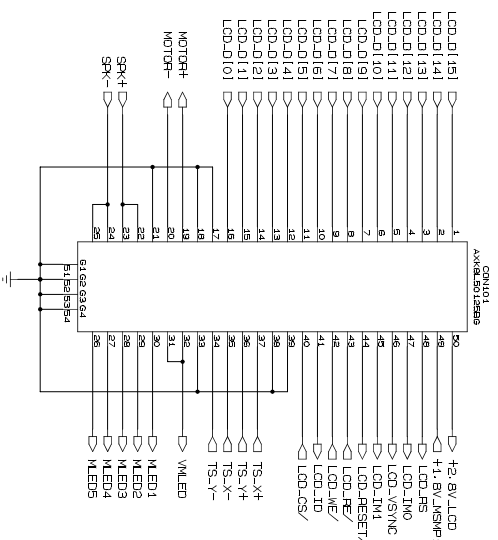 CON101
AXK8L50125BG
LCD_D[15] 1 50 +2.8V_LCD
LCD_D[14] 2 49 +1.8V_MSMP
LCD_D[13] 3 48 LCD_RS
LCD_D[12] 4 47 LCD_IM0
LCD_D[11] 5 46 LCD_VSYNC
LCD_D[10] 6 45 LCD_IM1
LCD_D[9] 7 44 LCD_RESET/
LCD_D[8] 8 43 LCD_RE/
LCD_D[7] 9 42 LCD_WE/
LCD_D[6] 10 41 LCD_ID
LCD_D[5] 11 40 LCD_CS/
LCD_D[4] 12 39
LCD_D[3] 13 38
LCD_D[2] 14 37 TS_X+
LCD_D[1] 15 36 TS_Y+
LCD_D[0] 16 35 TS_X-
17 34 TS_Y-
18 33
MOTOR+ 19 32 VMLED
MOTOR- 20 31
21 30 MLED1
22 29 MLED2
SPK+ 23 28 MLED3
SPK- 24 27 MLED4
25 26 MLED5
G1 G2 G3 G4
51 52 53 54